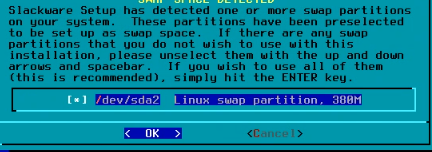 SWAP SPACE DETECTED
Slackware Setup has detected one or more swap partitions
on your system.  These partitions have been preselected
to be set up as swap space.  If there are any swap
partitions that you do not wish to use with this
installation, please unselect them with the up and down
arrows and spacebar.  If you wish to use all of them
(this is recommended), simply hit the ENTER key.
[*] /dev/sda2  Linux swap partition, 380M
<  OK  > <Cancel>